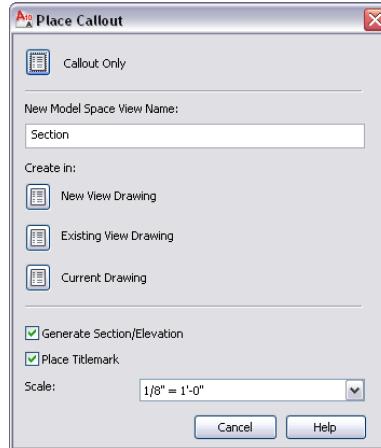 A10
A
Place Callout
Callout Only
New Model Space View Name:
Section
Create in:
New View Drawing
Existing View Drawing
Current Drawing
Generate Section/Elevation
Place Titlemark
Scale:
1/8" = 1'-0"
Cancel
Help